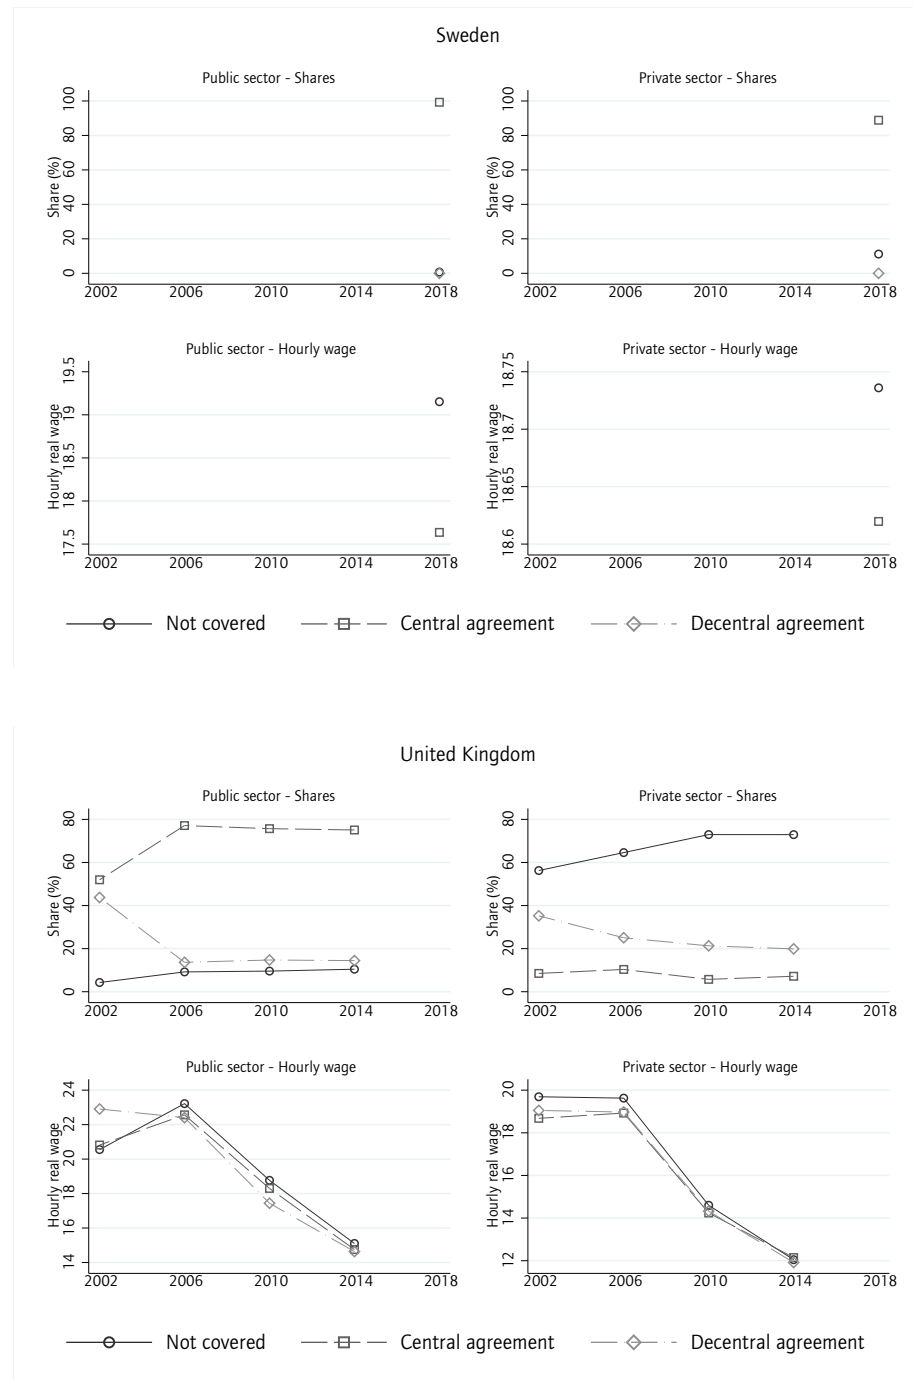 Sweden
Public sector - Shares
Share (%)
0 20 40 60 80 100
2002 2006 2010 2014 2018
Private sector - Shares
Share (%)
0 20 40 60 80 100
2002 2006 2010 2014 2018
Public sector - Hourly wage
Hourly real wage
17.5 18 18.5 19 19.5
2002 2006 2010 2014 2018
Private sector - Hourly wage
Hourly real wage
18.6 18.65 18.7 18.75
2002 2006 2010 2014 2018
Not covered Central agreement Decentral agreement
United Kingdom
Public sector - Shares
Share (%)
0 20 40 60 80
2002 2006 2010 2014 2018
Private sector - Shares
Share (%)
0 20 40 60 80
2002 2006 2010 2014 2018
Public sector - Hourly wage
Hourly real wage
14 16 18 20 22 24
2002 2006 2010 2014 2018
Private sector - Hourly wage
Hourly real wage
12 14 16 18 20
2002 2006 2010 2014 2018
Not covered Central agreement Decentral agreement